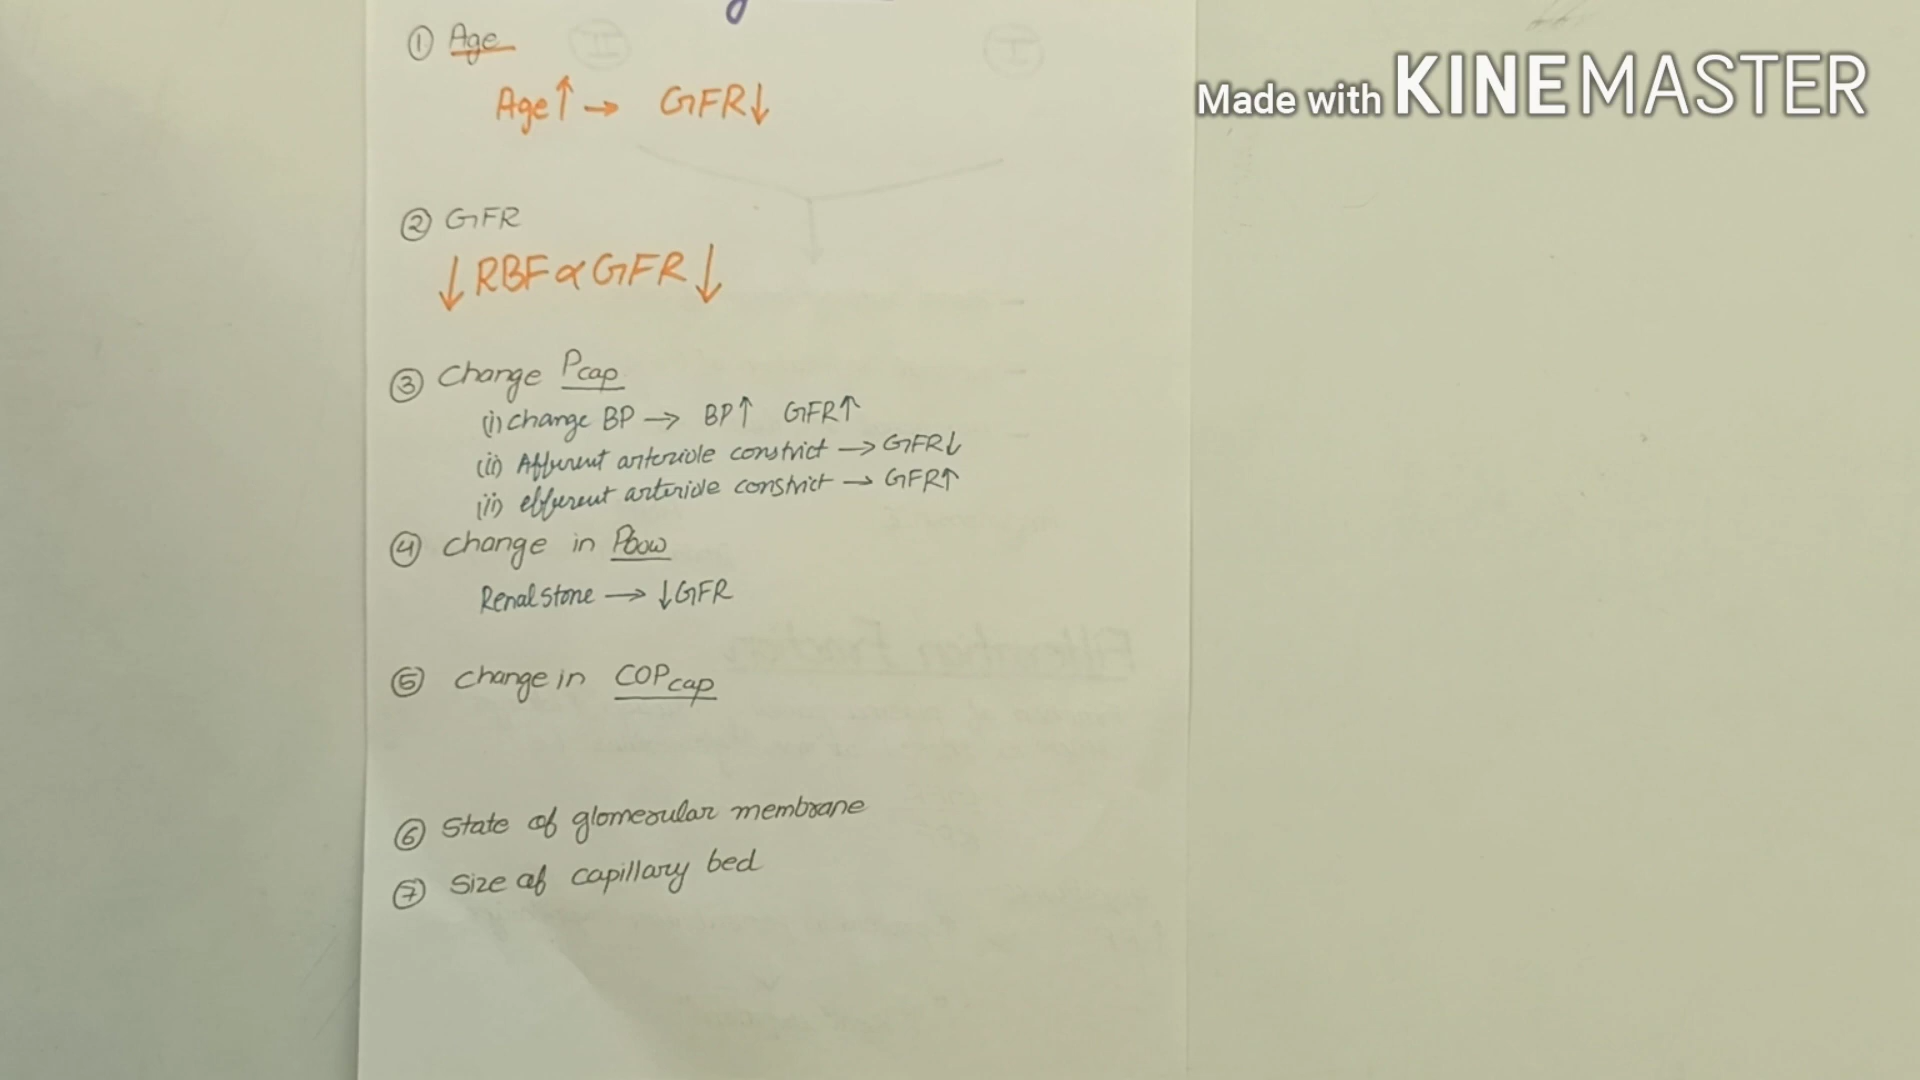 ① Age
Age↑ → GFR↓
Made with KINEMASTER
② GFR
↓ RBF ∝ GFR ↓
③ Change Pcap
(i) change BP → BP↑ GFR↑
(ii) Afferent arteriole constrict → GFR↓
(ii) efferent arteriole constrict → GFR↑
④ change in Pbow
Renal stone → ↓GFR
⑤ change in COPcap
⑥ State of glomerular membrane
⑦ Size of capillary bed
Filtration Fraction